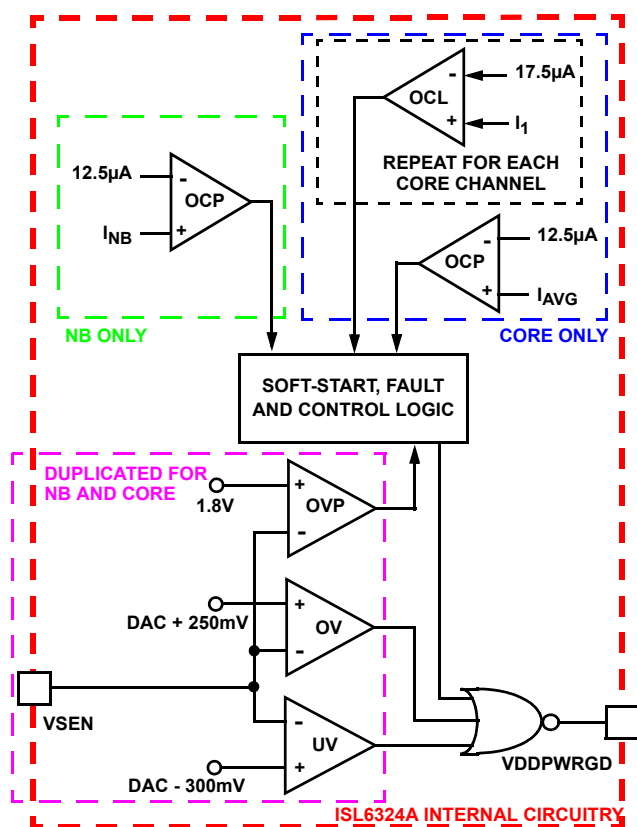 17.5µA
-
OCL
+
I1
REPEAT FOR EACH
CORE CHANNEL
12.5µA
-
OCP
INB
+
NB ONLY
12.5µA
-
OCP
+
IAVG
CORE ONLY
SOFT-START, FAULT
AND CONTROL LOGIC
DUPLICATED FOR
NB AND CORE
1.8V
+
OVP
-
DAC + 250mV
+
OV
-
VSEN
-
UV
+
DAC - 300mV
VDDPWRGD
ISL6324A INTERNAL CIRCUITRY